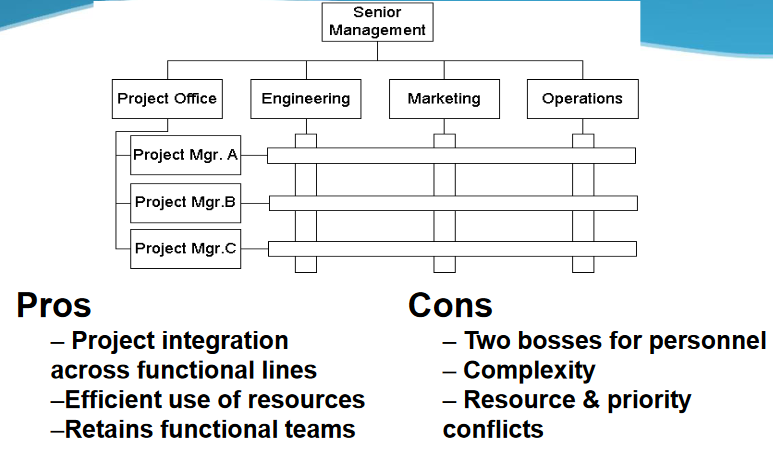 Senior
Management
Project Office
Engineering
Marketing
Operations
Project Mgr. A
Project Mgr.B
Project Mgr.C
Pros
– Project integration
across functional lines
–Efficient use of resources
–Retains functional teams
Cons
– Two bosses for personnel
– Complexity
– Resource & priority
conflicts